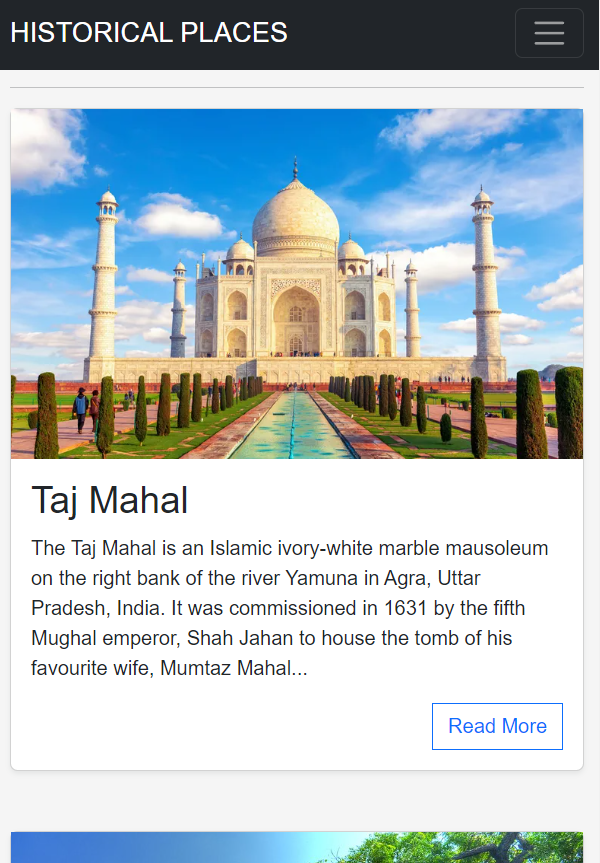 HISTORICAL PLACES
Taj Mahal
The Taj Mahal is an Islamic ivory-white marble mausoleum
on the right bank of the river Yamuna in Agra, Uttar
Pradesh, India. It was commissioned in 1631 by the fifth
Mughal emperor, Shah Jahan to house the tomb of his
favourite wife, Mumtaz Mahal...
Read More